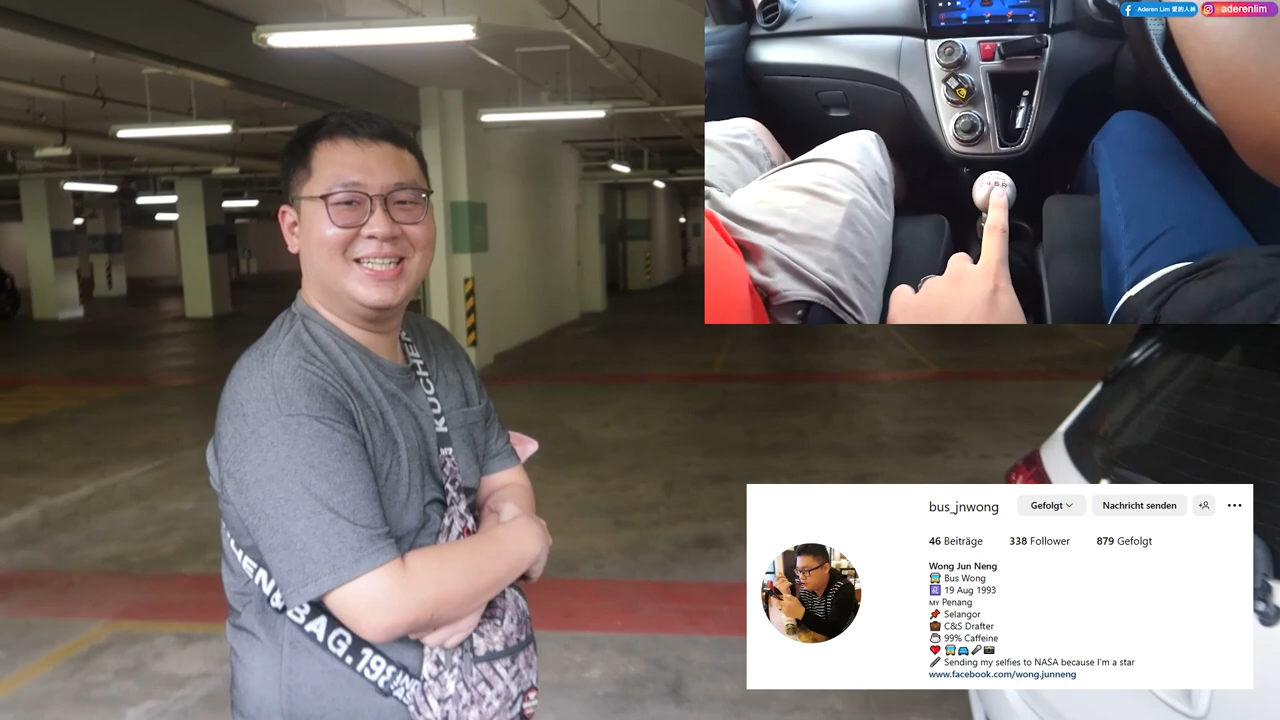 Aderen Lim 爱的人林
aderenlim
KUCHEN
HEN&BAG.198
bus_jnwong
Gefolgt
Nachricht senden
46 Beiträge 338 Follower 879 Gefolgt
Wong Jun Neng
Bus Wong
19 Aug 1993
MY Penang
Selangor
C&S Drafter
99% Caffeine
Sending my selfies to NASA because I'm a star
www.facebook.com/wong.junneng